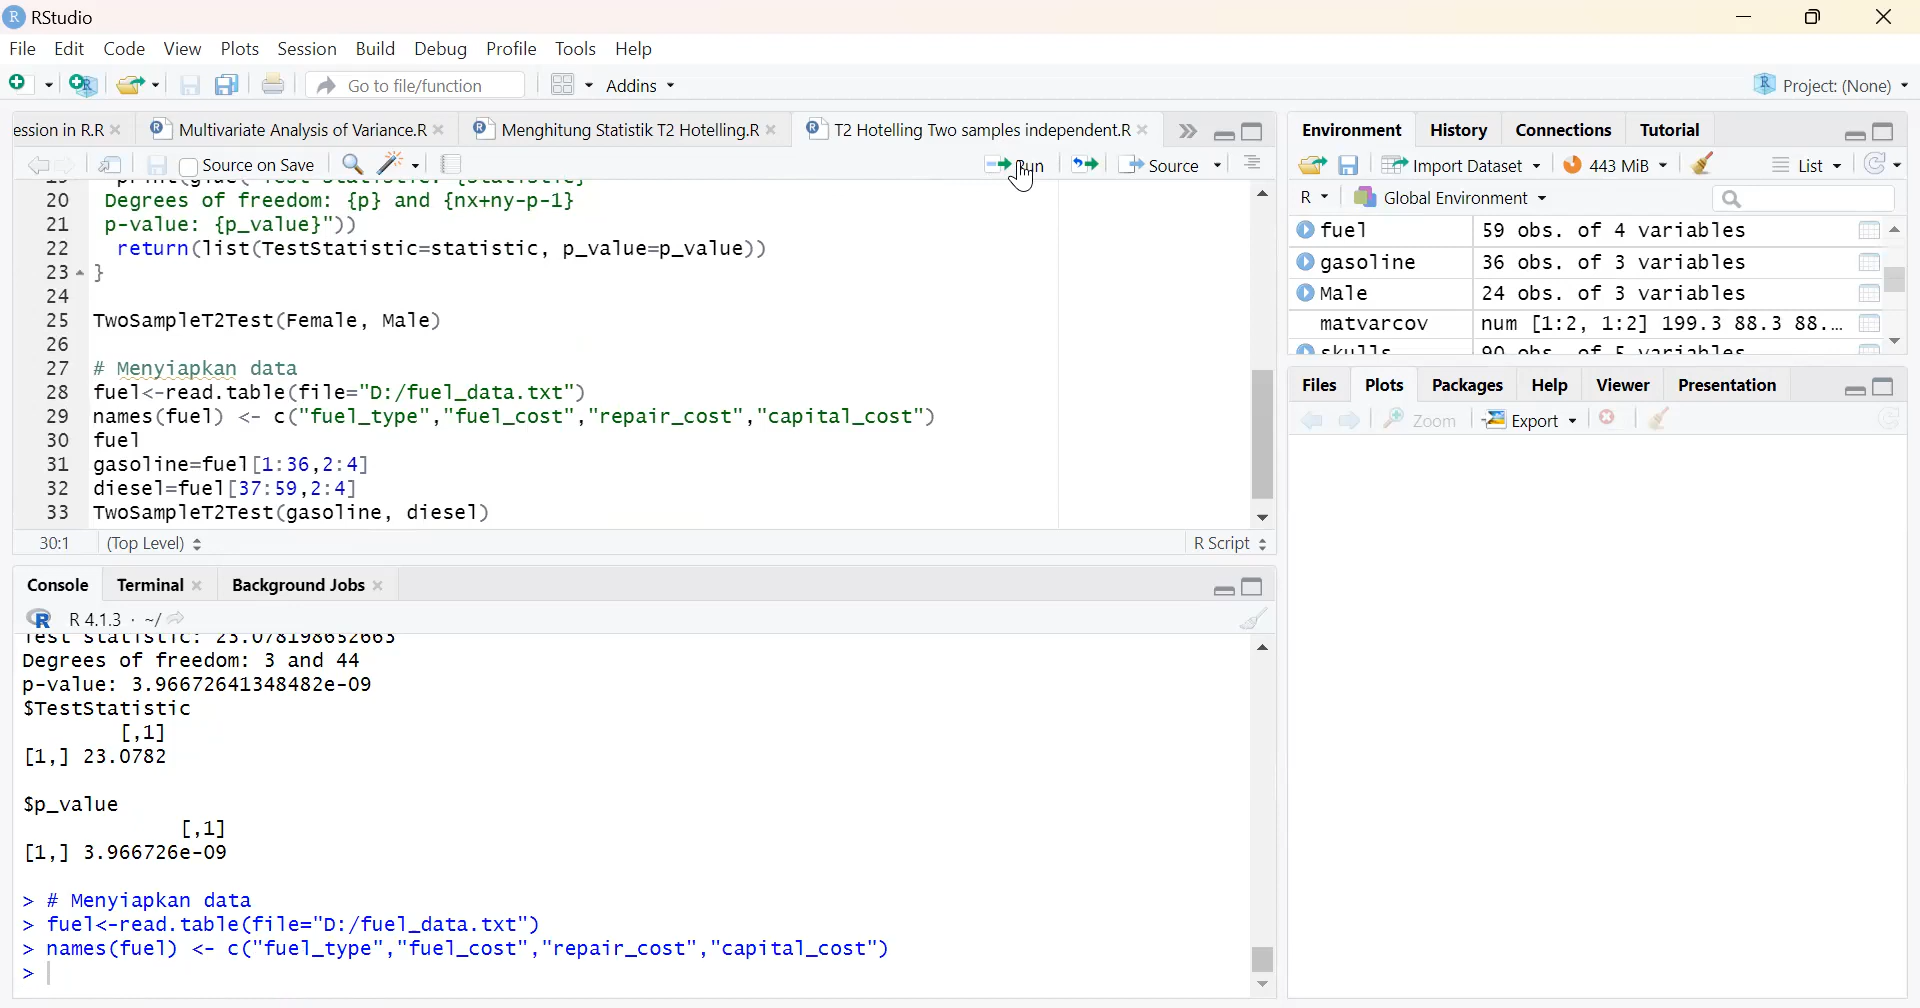 RStudio
File Edit Code View Plots Session Build Debug Profile Tools Help
Go to file/function Addins Project: (None)
ession in R.R Multivariate Analysis of Variance.R Menghitung Statistik T2 Hotelling.R T2 Hotelling Two samples independent.R
Source on Save Run Source
20 Degrees of freedom: {p} and {nx+ny-p-1}
21 p-value: {p_value}"))
22 return(list(TestStatistic=statistic, p_value=p_value))
23 }
24
25 TwoSampleT2Test(Female, Male)
26
27 # Menyiapkan data
28 fuel<-read.table(file="D:/fuel_data.txt")
29 names(fuel) <- c("fuel_type","fuel_cost","repair_cost","capital_cost")
30 fuel
31 gasoline=fuel[1:36,2:4]
32 diesel=fuel[37:59,2:4]
33 TwoSampleT2Test(gasoline, diesel)
30:1 (Top Level) R Script
Console Terminal Background Jobs
R 4.1.3 · ~/
Test statistic: 23.078198652663
Degrees of freedom: 3 and 44
p-value: 3.96672641348482e-09
$TestStatistic
[,1]
[1,] 23.0782
$p_value
[,1]
[1,] 3.966726e-09
> # Menyiapkan data
> fuel<-read.table(file="D:/fuel_data.txt")
> names(fuel) <- c("fuel_type","fuel_cost","repair_cost","capital_cost")
>
Environment History Connections Tutorial
Import Dataset 443 MiB List
R Global Environment
fuel 59 obs. of 4 variables
gasoline 36 obs. of 3 variables
Male 24 obs. of 3 variables
matvarcov num [1:2, 1:2] 199.3 88.3 88...
skulls 90 obs. of 5 variables
Files Plots Packages Help Viewer Presentation
Zoom Export